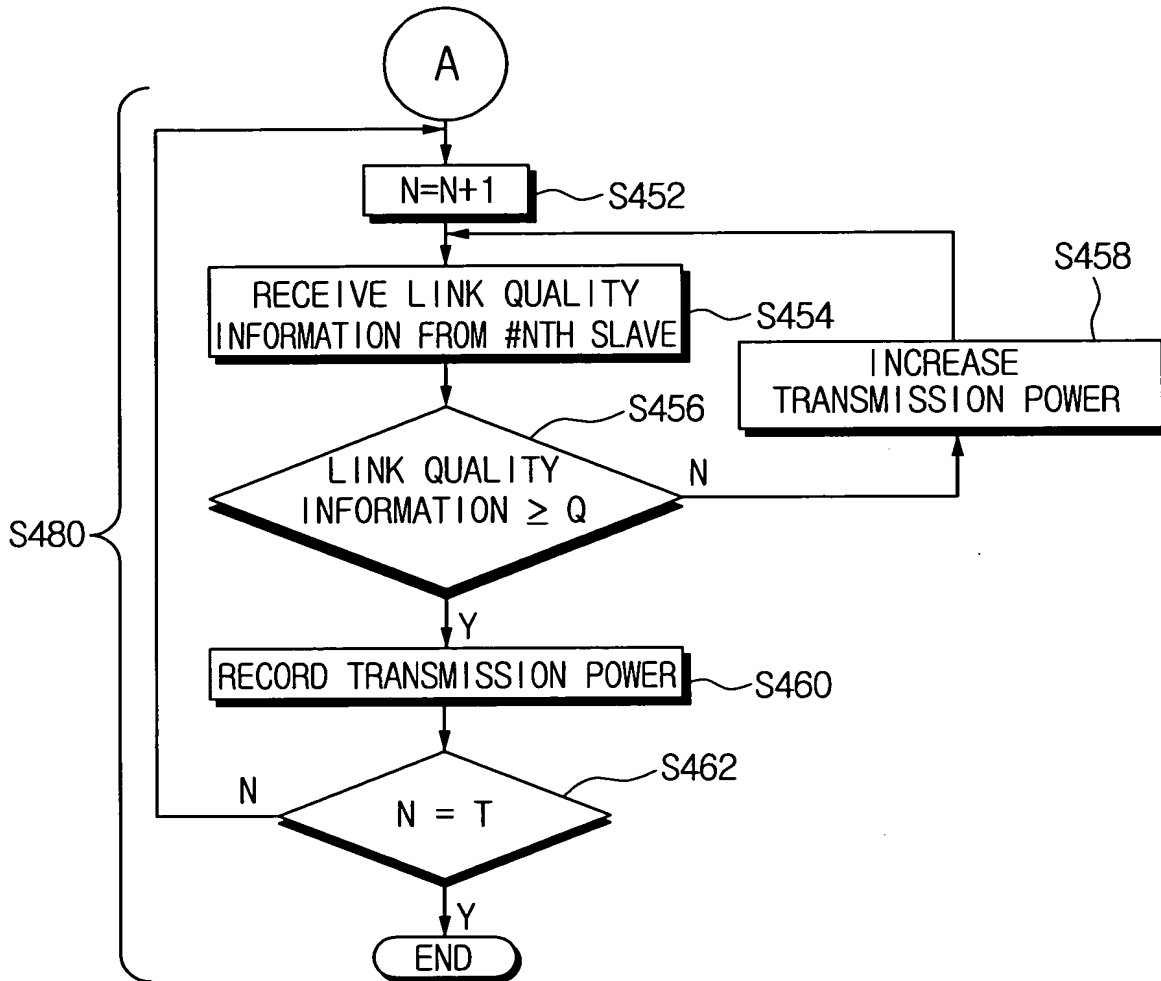 A
N=N+1
S452
RECEIVE LINK QUALITY
INFORMATION FROM #NTH SLAVE
S454
S458
INCREASE
TRANSMISSION POWER
S456
LINK QUALITY
INFORMATION ≥ Q
N
S480
Y
RECORD TRANSMISSION POWER
S460
S462
N
N = T
Y
END